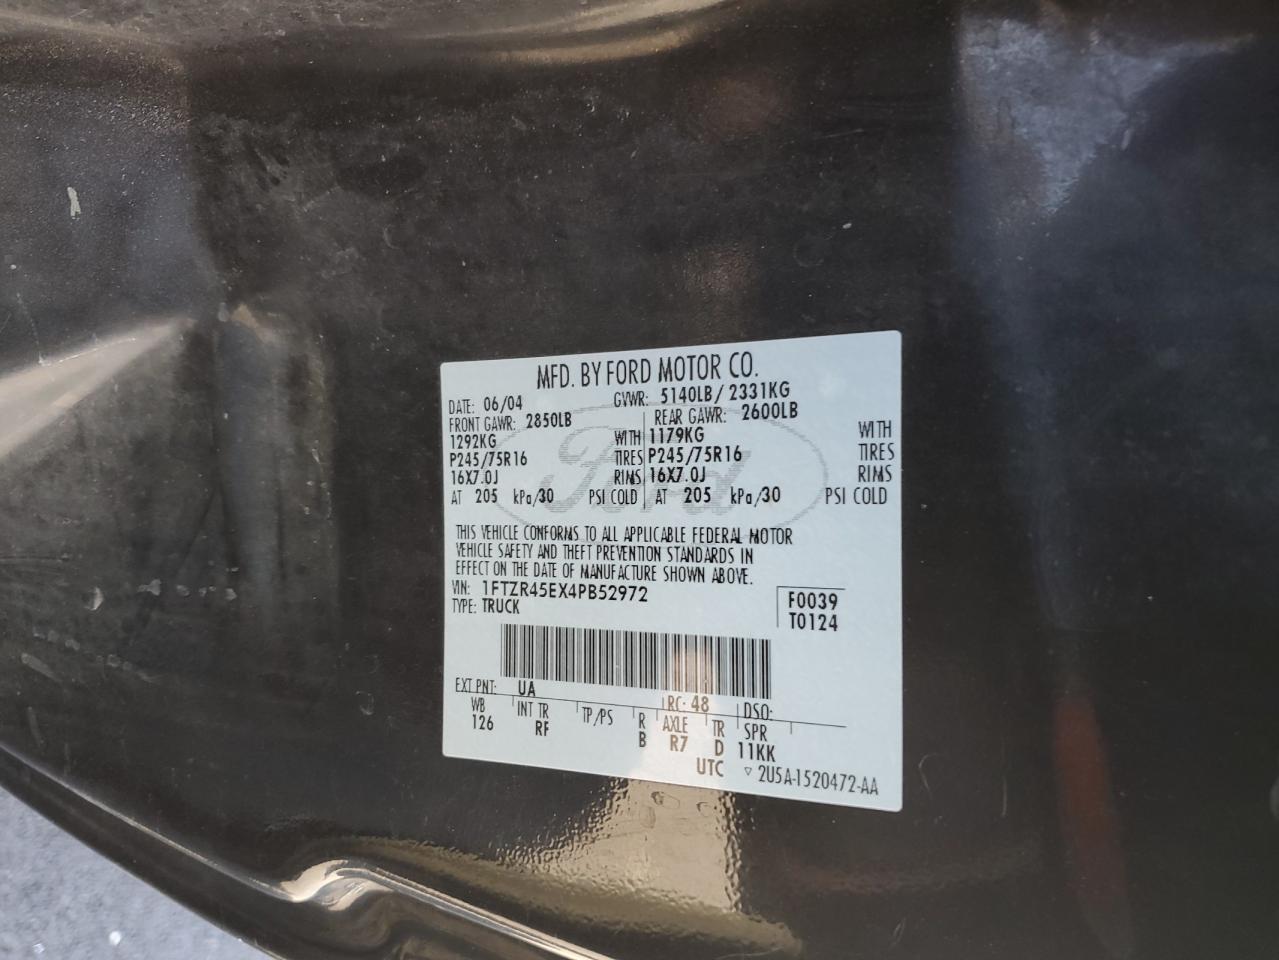 MFD. BY FORD MOTOR CO.
DATE: 06/04 GVWR: 5140LB/ 2331KG
FRONT GAWR: 2850LB REAR GAWR: 2600LB
1292KG WITH 1179KG WITH
P245/75R16 TIRES P245/75R16 TIRES
16X7.0J RIMS 16X7.0J RIMS
AT 205 kPa/30 PSI COLD AT 205 kPa/30 PSI COLD
Ford
THIS VEHICLE CONFORMS TO ALL APPLICABLE FEDERAL MOTOR
VEHICLE SAFETY AND THEFT PREVENTION STANDARDS IN
EFFECT ON THE DATE OF MANUFACTURE SHOWN ABOVE.
VIN: 1FTZR45EX4PB52972 F0039
TYPE: TRUCK T0124
EXT PNT: UA RC: 48 DSO:
WB INT TR TP/PS R AXLE TR SPR
126 RF B R7 D 11KK
UTC ▽ 2U5A-1520472-AA